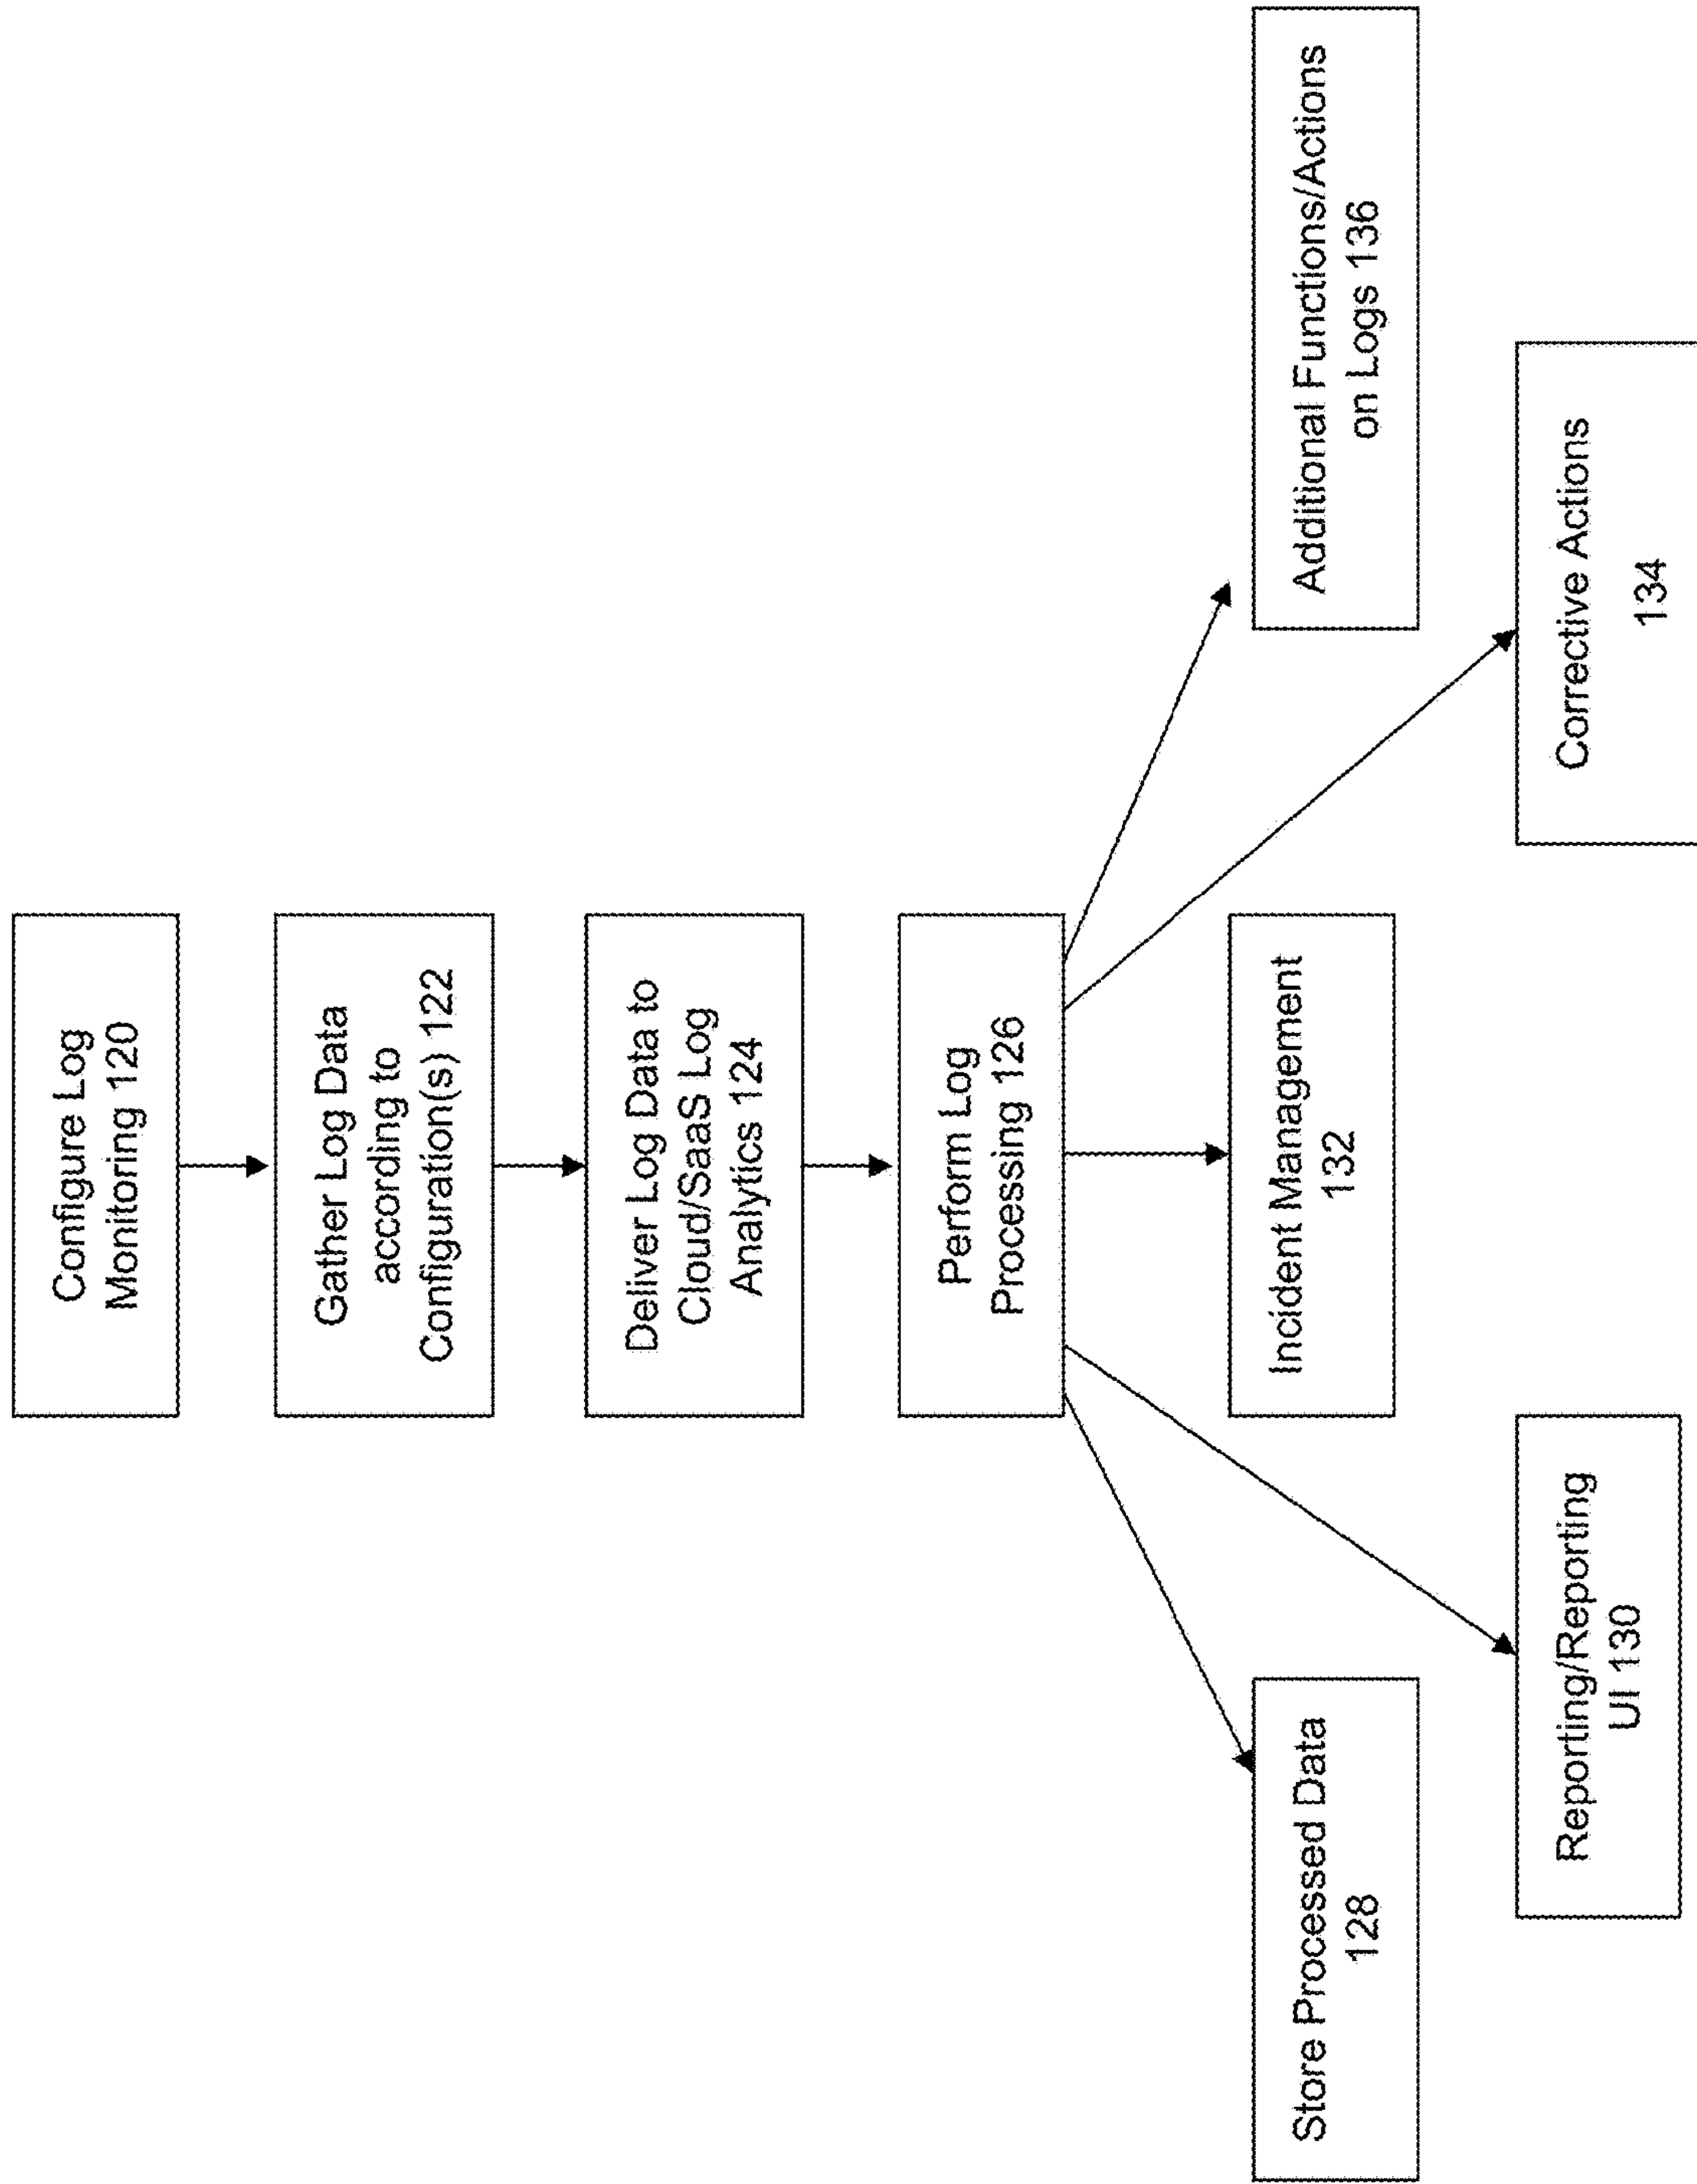 Configure Log
Monitoring 120
Gather Log Data
according to
Configuration(s) 122
Deliver Log Data to
Cloud/SaaS Log
Analytics 124
Perform Log
Processing 126
Store Processed Data
128
Reporting/Reporting
UI 130
Incident Management
132
Corrective Actions
134
Additional Functions/Actions
on Logs 136